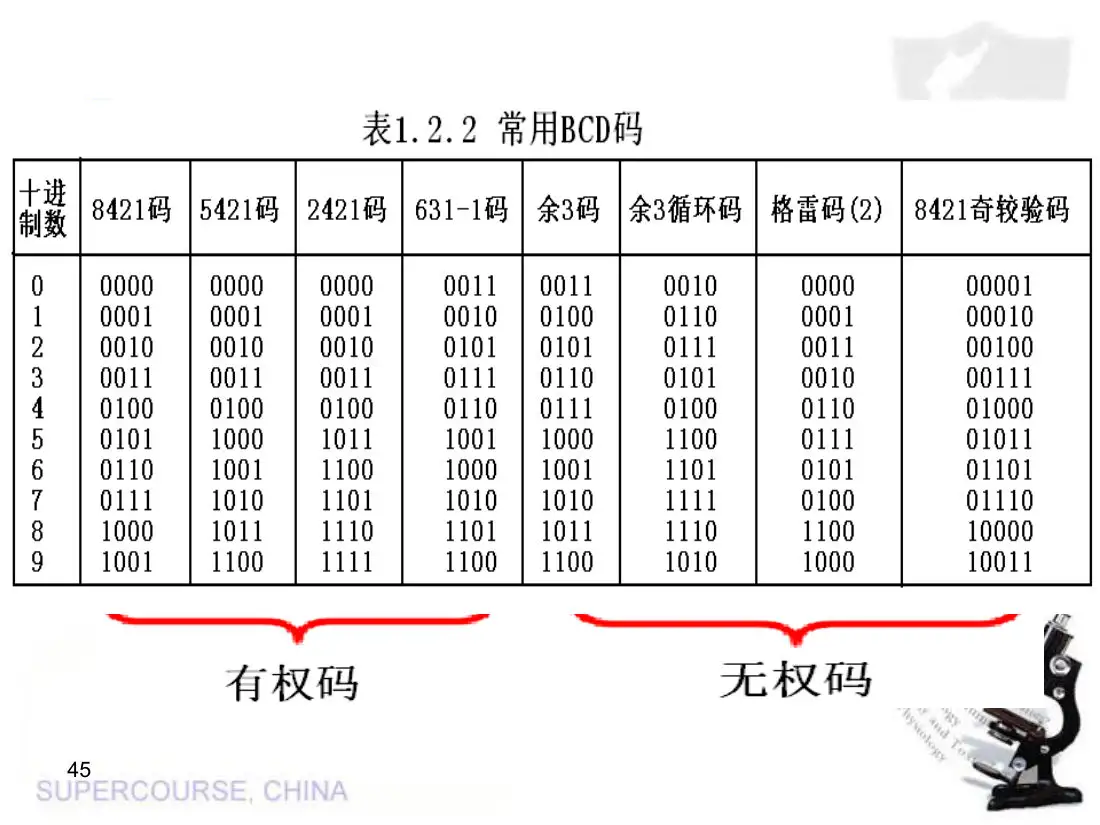 表1.2.2 常用BCD码
十进制数 8421码 5421码 2421码 631-1码 余3码 余3循环码 格雷码(2) 8421奇较验码
0 0000 0000 0000 0011 0011 0010 0000 00001
1 0001 0001 0001 0010 0100 0110 0001 00010
2 0010 0010 0010 0101 0101 0111 0011 00100
3 0011 0011 0011 0111 0110 0101 0010 00111
4 0100 0100 0100 0110 0111 0100 0110 01000
5 0101 1000 1011 1001 1000 1100 0111 01011
6 0110 1001 1100 1000 1001 1101 0101 01101
7 0111 1010 1101 1010 1010 1111 0100 01110
8 1000 1011 1110 1101 1011 1110 1100 10000
9 1001 1100 1111 1100 1100 1010 1000 10011
有权码 无权码
45
SUPERCOURSE, CHINA